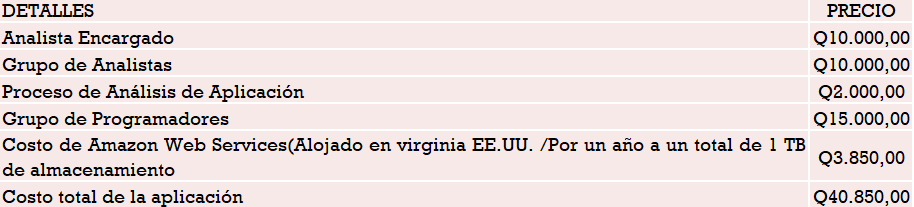 DETALLES PRECIO
Analista Encargado Q10.000,00
Grupo de Analistas Q10.000,00
Proceso de Análisis de Aplicación Q2.000,00
Grupo de Programadores Q15.000,00
Costo de Amazon Web Services(Alojado en virginia EE.UU. /Por un año a un total de 1 TB
de almacenamiento Q3.850,00
Costo total de la aplicación Q40.850,00